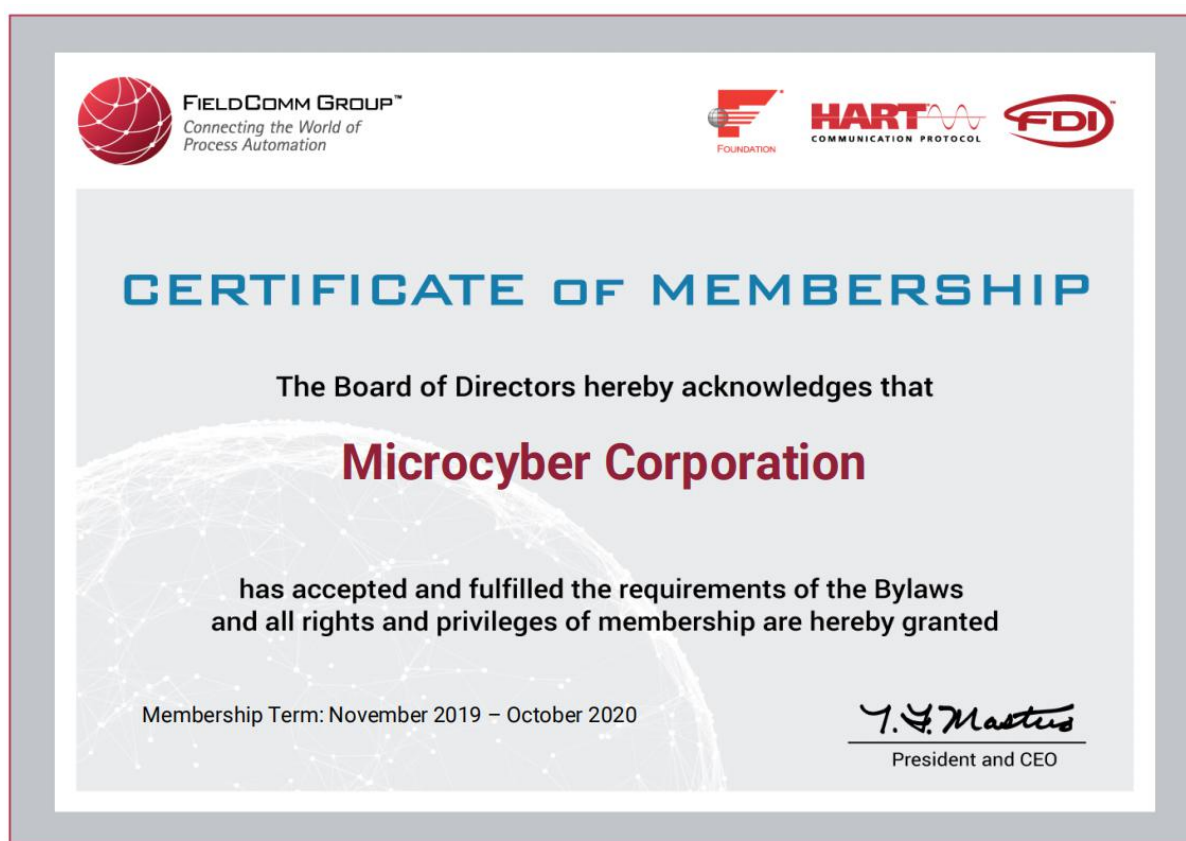 FIELDCOMM GROUP™
Connecting the World of
Process Automation
FOUNDATION
HART
COMMUNICATION PROTOCOL
FDI™
CERTIFICATE OF MEMBERSHIP
The Board of Directors hereby acknowledges that
Microcyber Corporation
has accepted and fulfilled the requirements of the Bylaws
and all rights and privileges of membership are hereby granted
Membership Term: November 2019 – October 2020
T.F. Masters
President and CEO